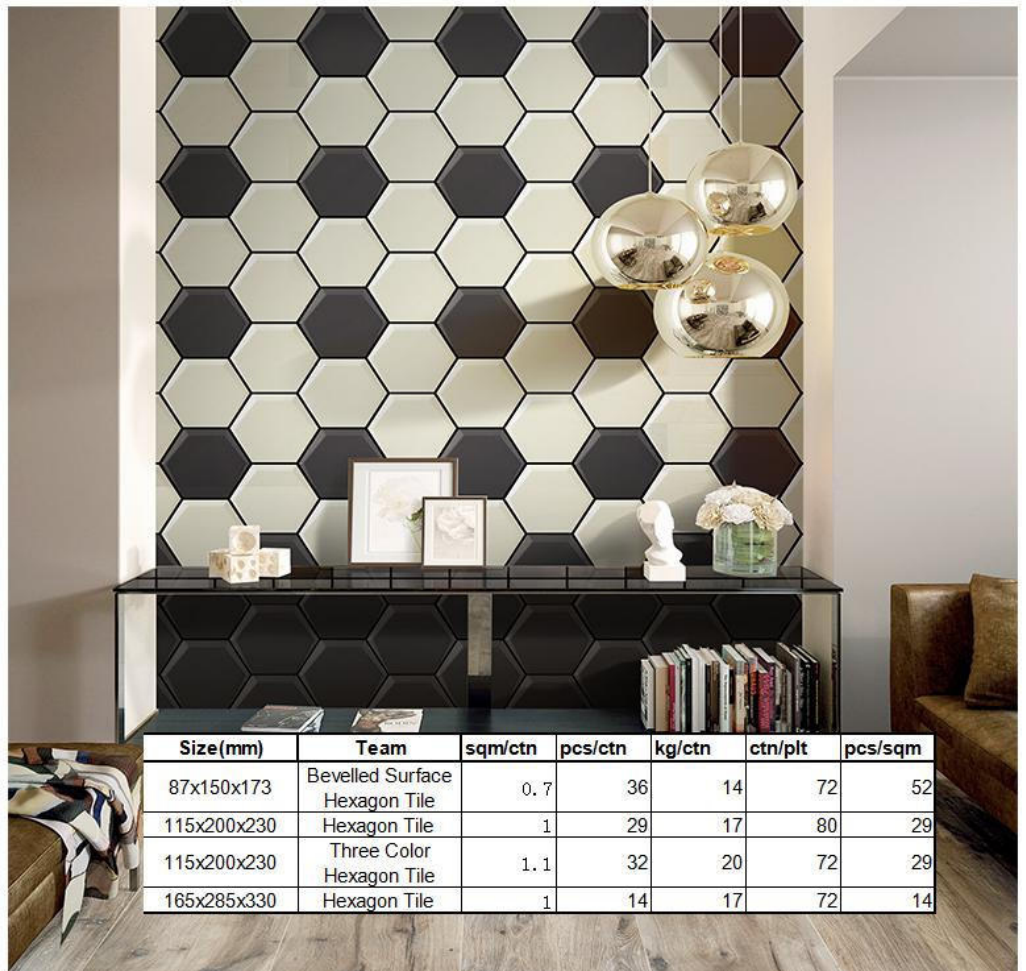 Size(mm) Team sqm/ctn pcs/ctn kg/ctn ctn/plt pcs/sqm
87x150x173 Bevelled Surface Hexagon Tile 0.7 36 14 72 52
115x200x230 Hexagon Tile 1 29 17 80 29
115x200x230 Three Color Hexagon Tile 1.1 32 20 72 29
165x285x330 Hexagon Tile 1 14 17 72 14